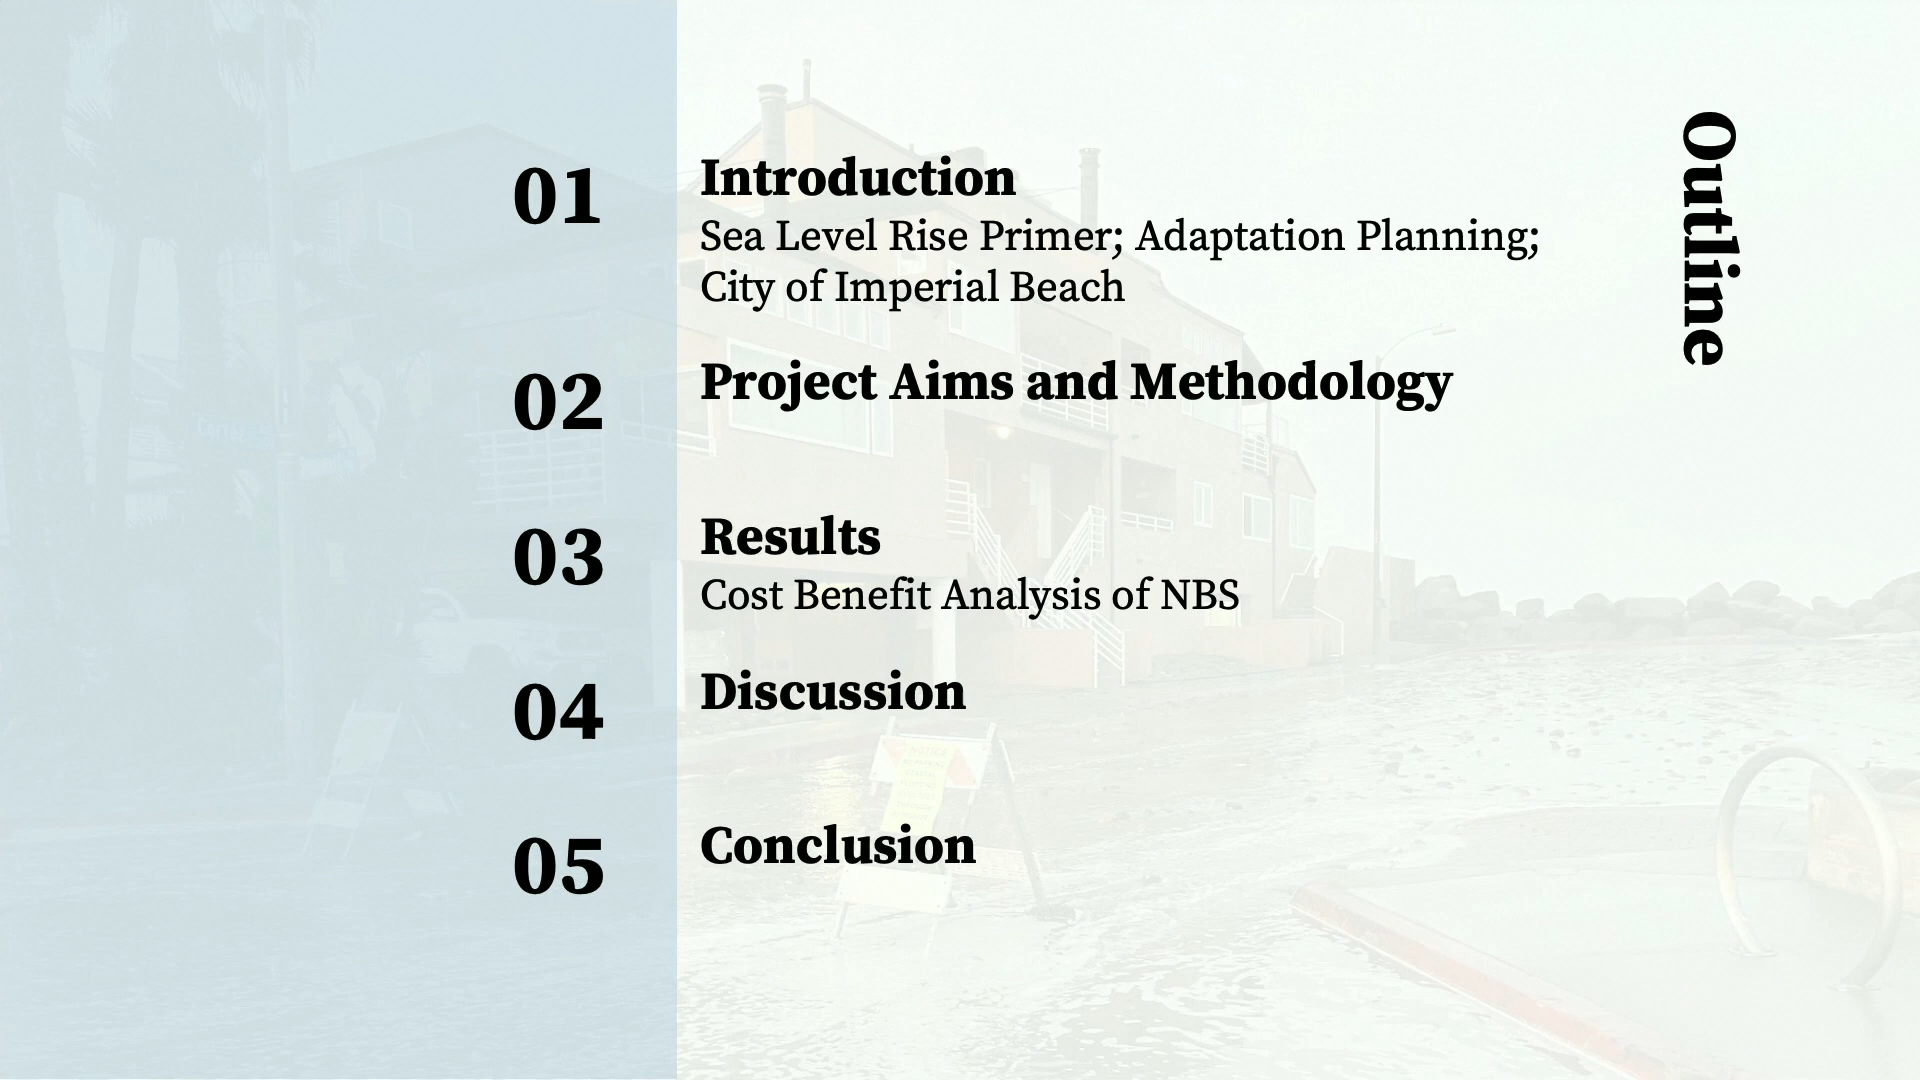 Outline
01
Introduction
Sea Level Rise Primer; Adaptation Planning;
City of Imperial Beach
02
Project Aims and Methodology
03
Results
Cost Benefit Analysis of NBS
04
Discussion
05
Conclusion
NOTICE